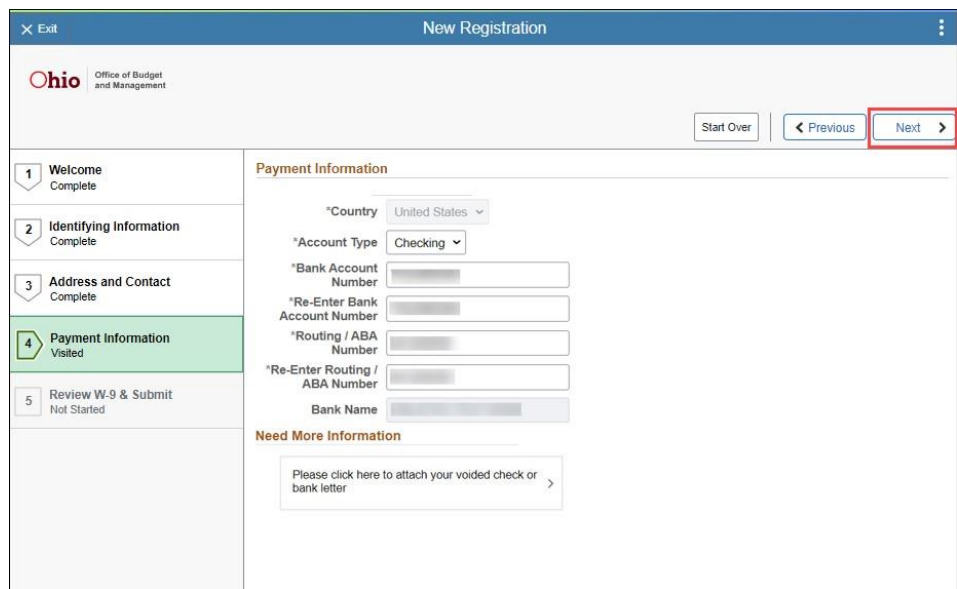 × Exit
New Registration
Ohio
Office of Budget
and Management
Start Over
Previous
Next
1
Welcome
Complete
2
Identifying Information
Complete
3
Address and Contact
Complete
4
Payment Information
Visited
5
Review W-9 & Submit
Not Started
Payment Information
*Country
United States
*Account Type
Checking
*Bank Account
Number
*Re-Enter Bank
Account Number
*Routing / ABA
Number
*Re-Enter Routing /
ABA Number
Bank Name
Need More Information
Please click here to attach your voided check or
bank letter